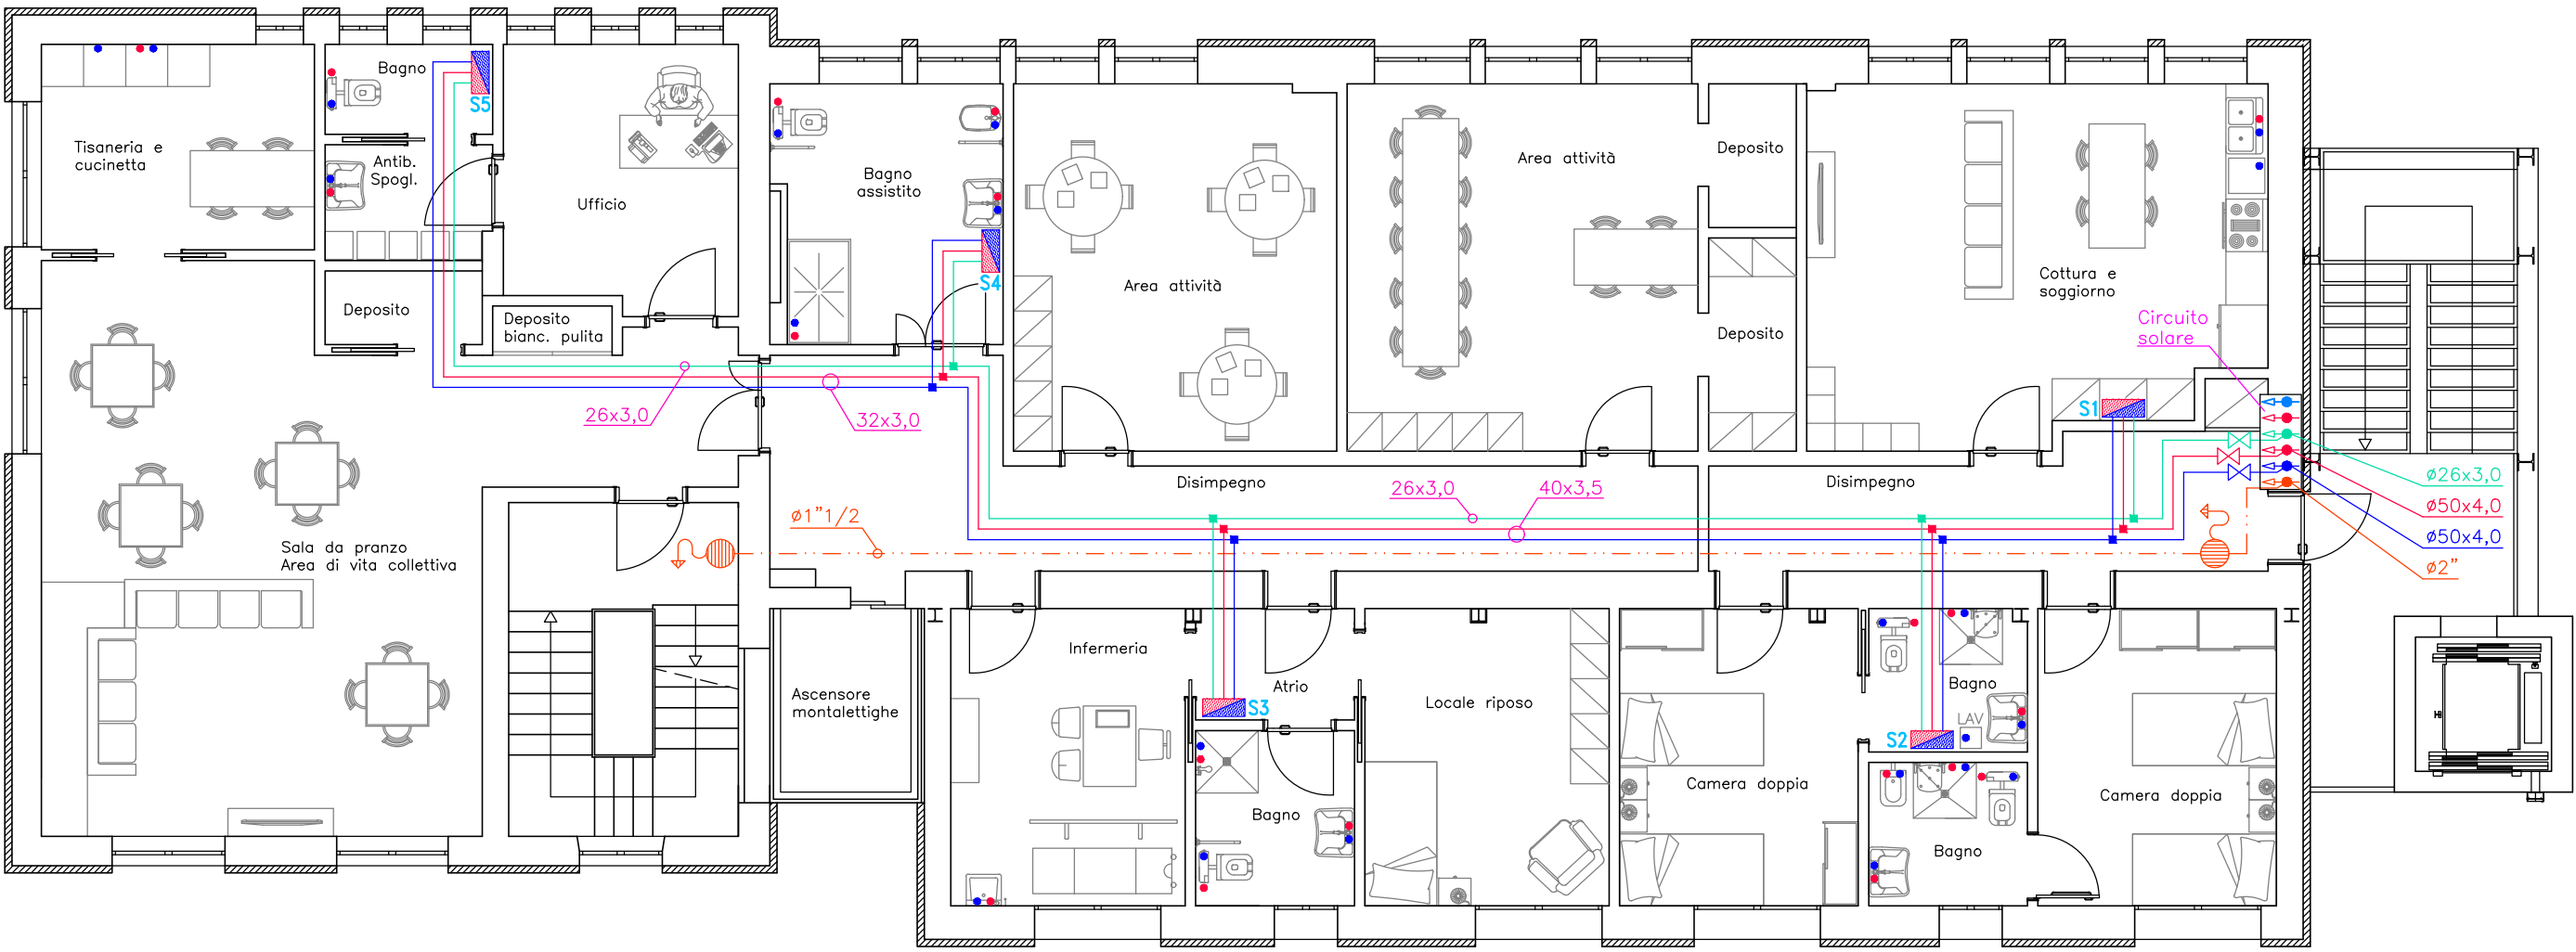 Bagno
S5
Tisaneria e
cucinetta
Antib.
Spogl.
Ufficio
Bagno
assistito
S4
Area attività
Area attività
Deposito
Deposito
Cottura e
soggiorno
Circuito
solare
Deposito
Deposito
bianc. pulita
26x3,0
32x3,0
S1
Disimpegno
26x3,0
40x3,5
Disimpegno
ø26x3,0
ø50x4,0
ø50x4,0
ø2"
ø1"1/2
Sala da pranzo
Area di vita collettiva
Ascensore
montalettighe
Infermeria
Atrio
S3
Locale riposo
Bagno
LAV
S2
Camera doppia
Camera doppia
Bagno
Bagno